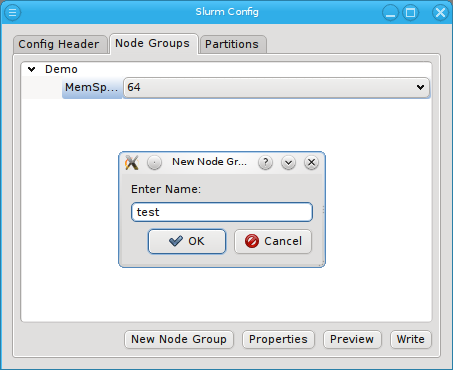 Slurm Config
Config Header Node Groups Partitions
Demo
MemSp... 64
New Node Gr... ?
Enter Name:
test
OK Cancel
New Node Group Properties Preview Write